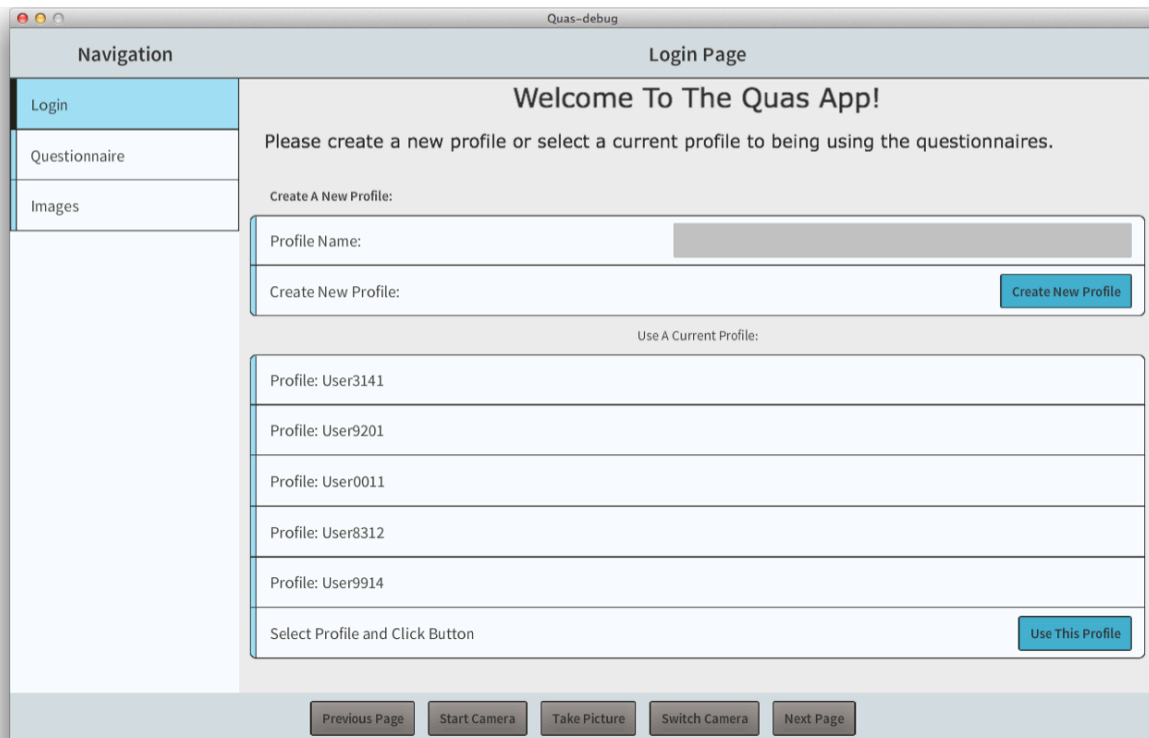 Quas-debug
Navigation
Login Page
Login
Questionnaire
Images
Welcome To The Quas App!
Please create a new profile or select a current profile to being using the questionnaires.
Create A New Profile:
Profile Name:
Create New Profile:
Create New Profile
Use A Current Profile:
Profile: User3141
Profile: User9201
Profile: User0011
Profile: User8312
Profile: User9914
Select Profile and Click Button
Use This Profile
Previous Page
Start Camera
Take Picture
Switch Camera
Next Page